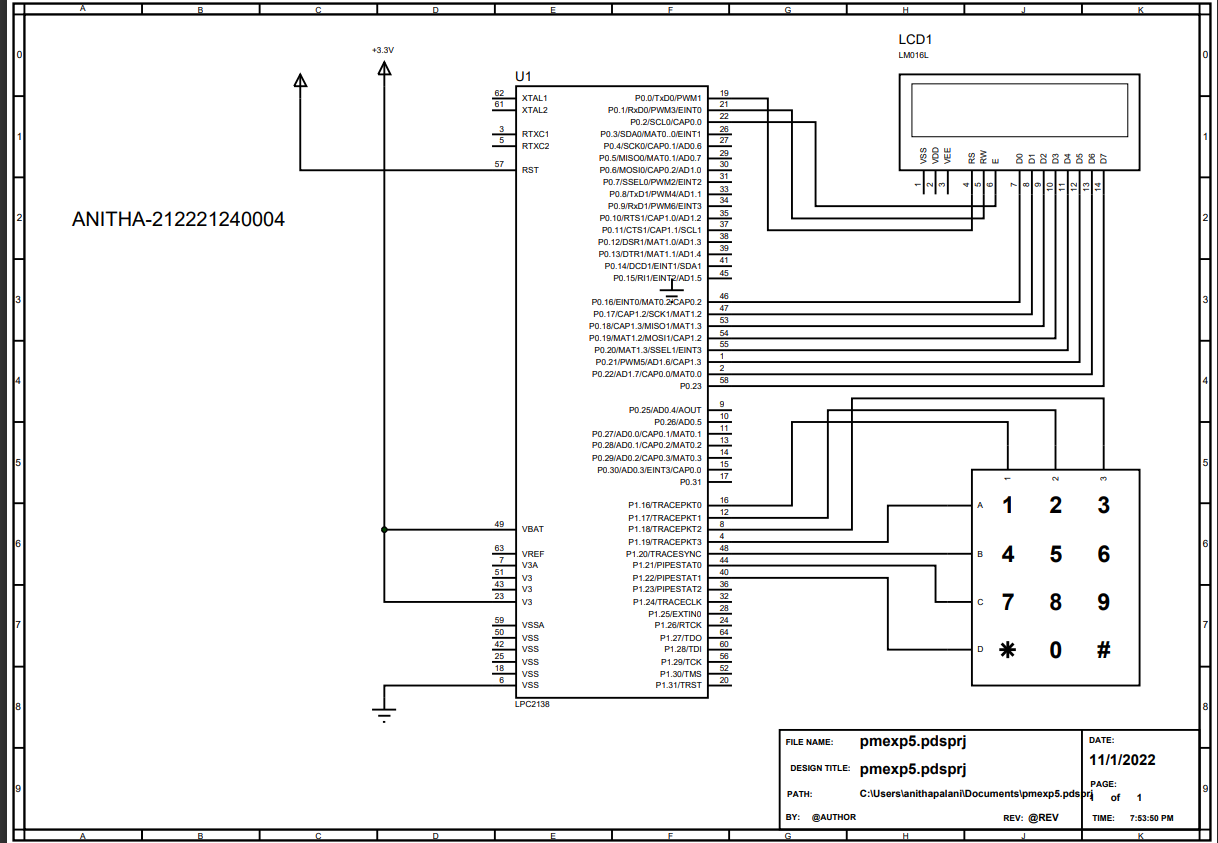 A B C D E F G H J K
0 0
1 1
2 2
3 3
4 4
5 5
6 6
7 7
8 8
9 9
+3.3V
LCD1
LM016L
VSS VDD VEE RS RW E D0 D1 D2 D3 D4 D5 D6 D7
1 2 3 4 5 6 7 8 9 10 11 12 13 14
ANITHA-212221240004
U1
62 XTAL1
61 XTAL2
3 RTXC1
5 RTXC2
57 RST
49 VBAT
63 VREF
7 V3A
51 V3
43 V3
23 V3
59 VSSA
50 VSS
42 VSS
25 VSS
18 VSS
6 VSS
P0.0/TxD0/PWM1 19
P0.1/RxD0/PWM3/EINT0 21
P0.2/SCL0/CAP0.0 22
P0.3/SDA0/MAT0..0/EINT1 26
P0.4/SCK0/CAP0.1/AD0.6 27
P0.5/MISO0/MAT0.1/AD0.7 29
P0.6/MOSI0/CAP0.2/AD1.0 30
P0.7/SSEL0/PWM2/EINT2 31
P0.8/TxD1/PWM4/AD1.1 33
P0.9/RxD1/PWM6/EINT3 34
P0.10/RTS1/CAP1.0/AD1.2 35
P0.11/CTS1/CAP1.1/SCL1 37
P0.12/DSR1/MAT1.0/AD1.3 38
P0.13/DTR1/MAT1.1/AD1.4 39
P0.14/DCD1/EINT1/SDA1 41
P0.15/RI1/EINT2/AD1.5 45
P0.16/EINT0/MAT0.2/CAP0.2 46
P0.17/CAP1.2/SCK1/MAT1.2 47
P0.18/CAP1.3/MISO1/MAT1.3 53
P0.19/MAT1.2/MOSI1/CAP1.2 54
P0.20/MAT1.3/SSEL1/EINT3 55
P0.21/PWM5/AD1.6/CAP1.3 1
P0.22/AD1.7/CAP0.0/MAT0.0 2
P0.23 58
P0.25/AD0.4/AOUT 9
P0.26/AD0.5 10
P0.27/AD0.0/CAP0.1/MAT0.1 11
P0.28/AD0.1/CAP0.2/MAT0.2 13
P0.29/AD0.2/CAP0.3/MAT0.3 14
P0.30/AD0.3/EINT3/CAP0.0 15
P0.31 17
P1.16/TRACEPKT0 16
P1.17/TRACEPKT1 12
P1.18/TRACEPKT2 8
P1.19/TRACEPKT3 4
P1.20/TRACESYNC 48
P1.21/PIPESTAT0 44
P1.22/PIPESTAT1 40
P1.23/PIPESTAT2 36
P1.24/TRACECLK 32
P1.25/EXTIN0 28
P1.26/RTCK 24
P1.27/TDO 64
P1.28/TDI 60
P1.29/TCK 56
P1.30/TMS 52
P1.31/TRST 20
LPC2138
1 2 3
A 1 2 3
B 4 5 6
C 7 8 9
D * 0 #
FILE NAME: pmexp5.pdsprj
DESIGN TITLE: pmexp5.pdsprj
PATH: C:\Users\anithapalani\Documents\pmexp5.pdsprj
BY: @AUTHOR REV: @REV
DATE:
11/1/2022
PAGE:
1 of 1
TIME: 7:53:50 PM
A B C D E F G H J K